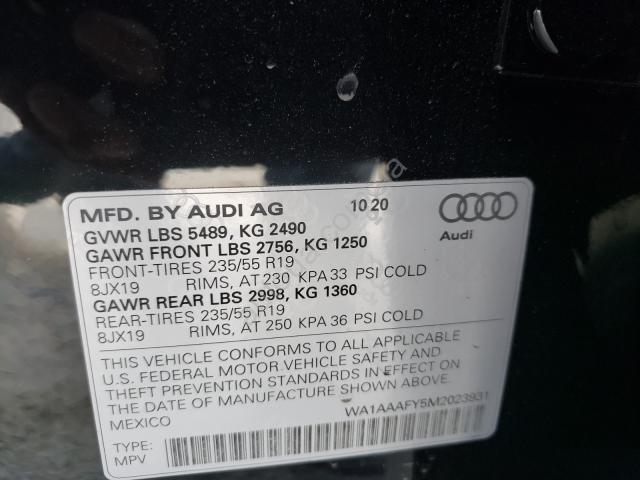 MFD. BY AUDI AG 10 20
GVWR LBS 5489, KG 2490
GAWR FRONT LBS 2756, KG 1250
FRONT-TIRES 235/55 R19
8JX19 RIMS, AT 230 KPA 33 PSI COLD
GAWR REAR LBS 2998, KG 1360
REAR-TIRES 235/55 R19
8JX19 RIMS, AT 250 KPA 36 PSI COLD
Audi
THIS VEHICLE CONFORMS TO ALL APPLICABLE
U.S. FEDERAL MOTOR VEHICLE SAFETY AND
THEFT PREVENTION STANDARDS IN EFFECT ON
THE DATE OF MANUFACTURE SHOWN ABOVE.
MEXICO
WA1AAAFY5M2023931
TYPE:
MPV